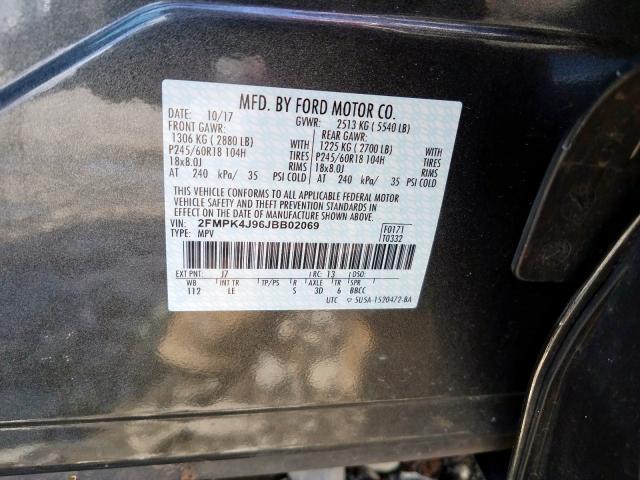 MFD. BY FORD MOTOR CO.
DATE: 10/17 GVWR: 2513 KG ( 5540 LB)
FRONT GAWR: REAR GAWR:
1306 KG ( 2880 LB) 1225 KG ( 2700 LB)
P245/60R18 104H TIRES P245/60R18 104H TIRES
18x8.0J RIMS 18x8.0J RIMS
AT 240 kPa/ 35 PSI COLD AT 240 kPa/ 35 PSI COLD
THIS VEHICLE CONFORMS TO ALL APPLICABLE FEDERAL MOTOR
VEHICLE SAFETY AND THEFT PREVENTION STANDARDS IN
EFFECT ON THE DATE OF MANUFACTURE SHOWN ABOVE.
VIN: 2FMPK4J96JBB02069 F0171
TYPE: MPV T0332
EXT PNT: J7 RC: 13 DSO:
WB INT TR TP/PS R AXLE TR SPR
112 LE S 3D 6 BBCC
UTC 5U5A-1520472-BA